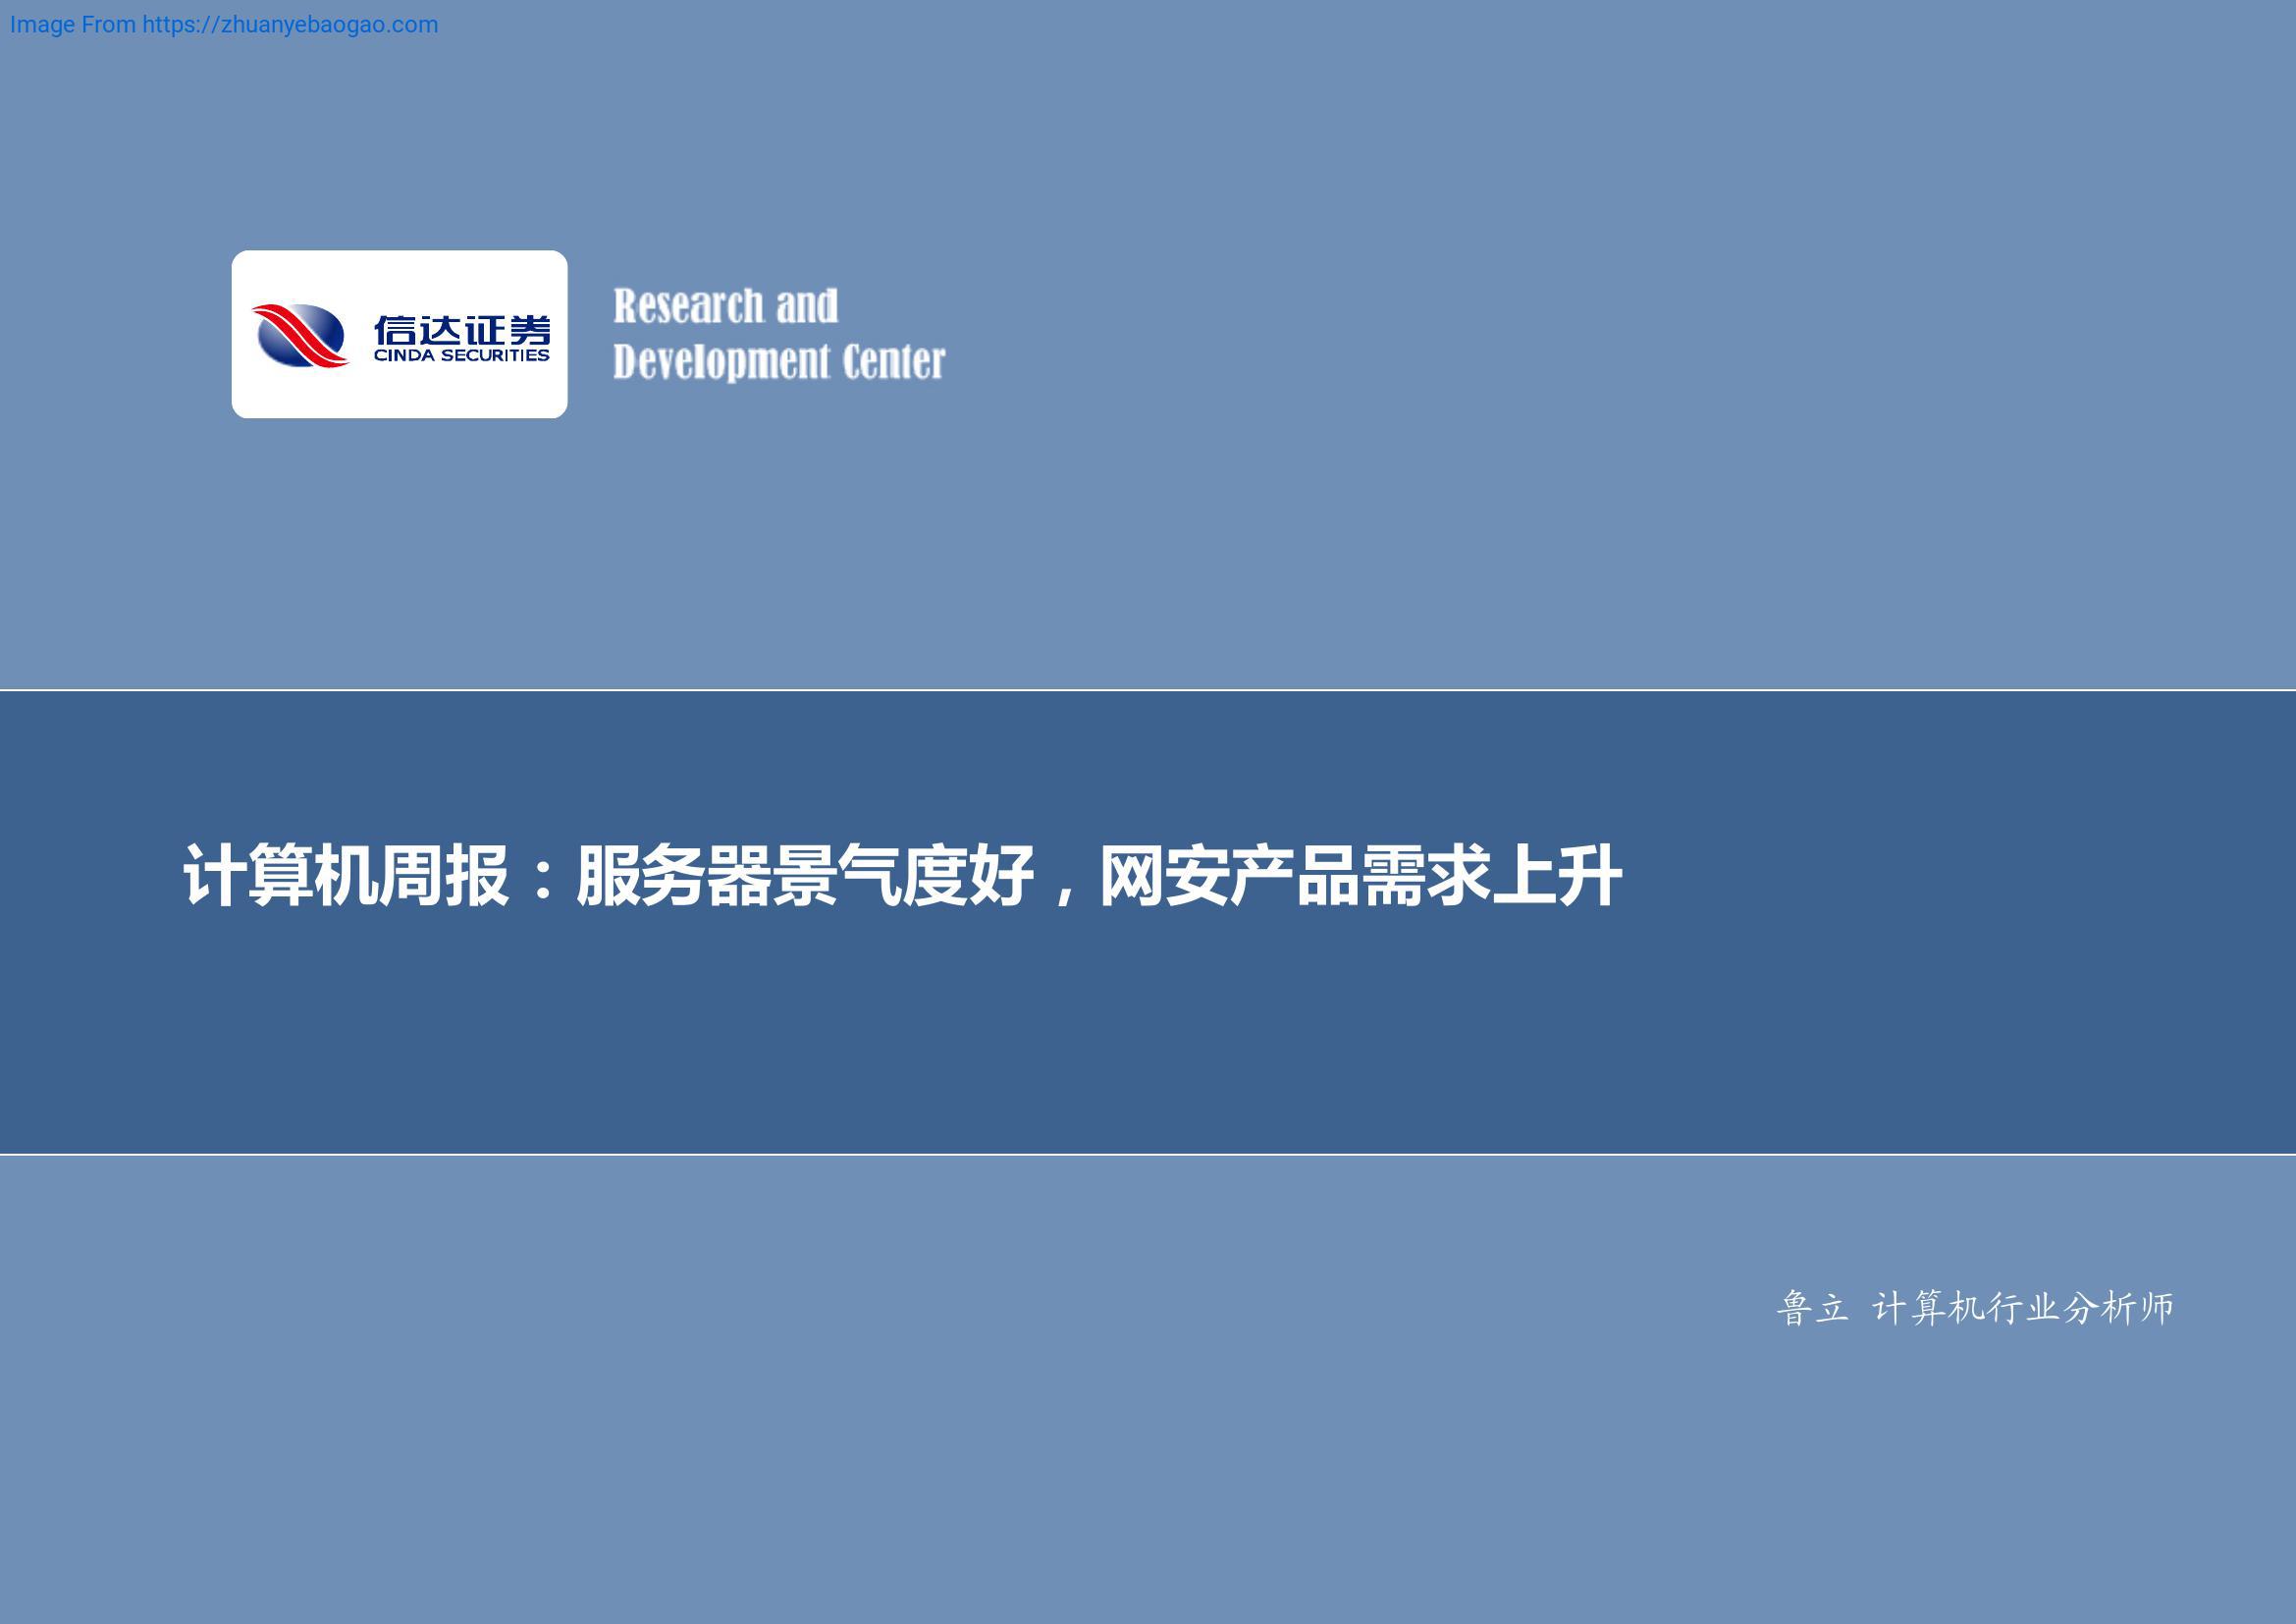 Image From https://zhuanyebaogao.com
信达证券
CINDA SECURITIES
Research and
Development Center
计算机周报：服务器景气度好，网安产品需求上升
鲁立 计算机行业分析师